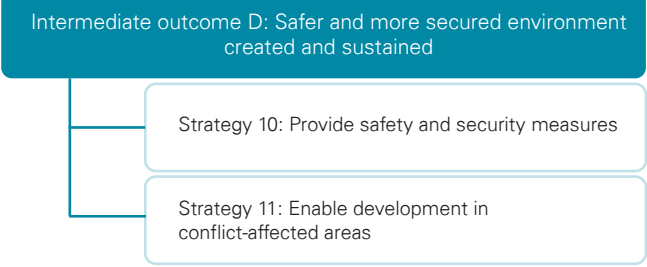 Intermediate outcome D: Safer and more secured environment
created and sustained
Strategy 10: Provide safety and security measures
Strategy 11: Enable development in
conflict-affected areas